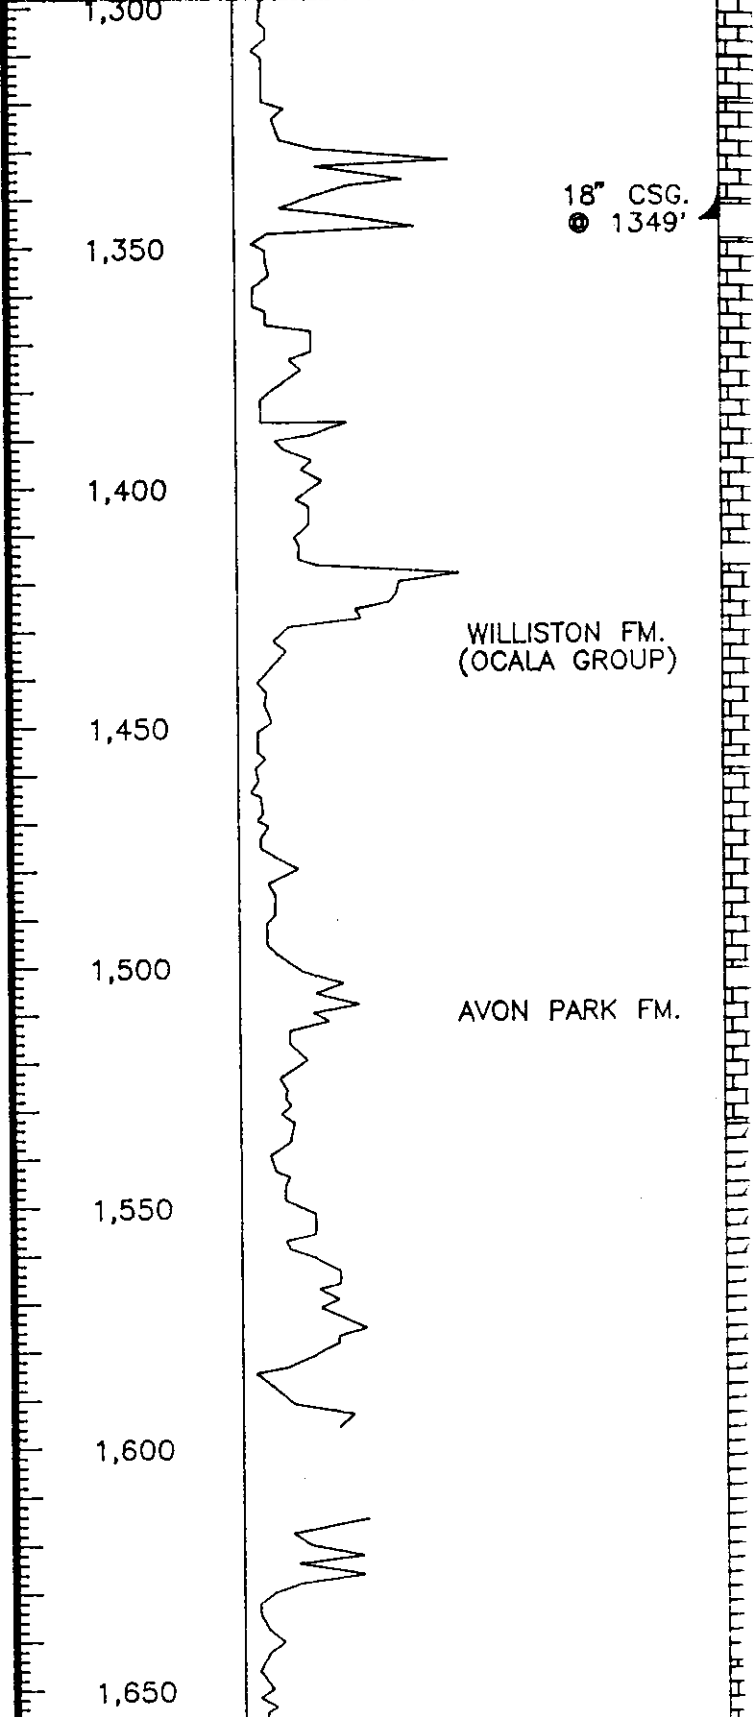 1,300
18" CSG.
@ 1349'
1,350
1,400
WILLISTON FM.
(OCALA GROUP)
1,450
1,500
AVON PARK FM.
1,550
1,600
1,650